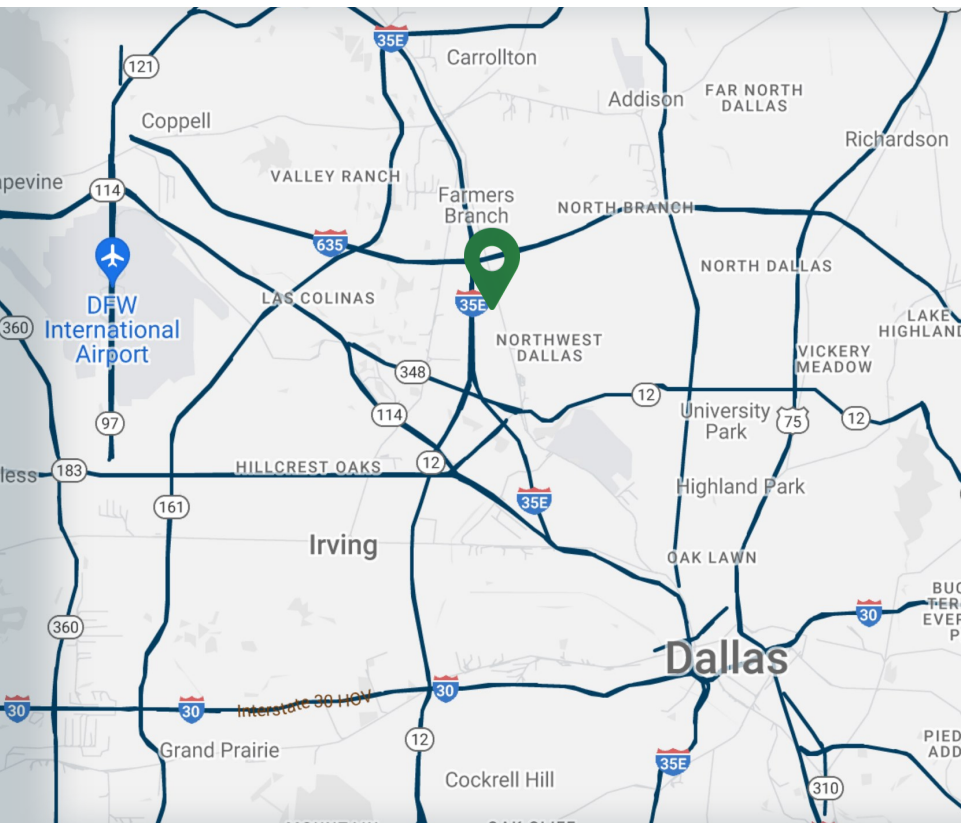 35E
Carrollton
121
Addison
FAR NORTH
DALLAS
Coppell
Richardson
VALLEY RANCH
114
Farmers
Branch
NORTH BRANCH
635
NORTH DALLAS
DFW
International
Airport
LAS COLINAS
35E
360
LAKE
NORTHWEST
DALLAS
VICKERY
MEADOW
348
12
114
University
Park
75
12
97
12
183
HILLCREST OAKS
Highland Park
161
35E
Irving
OAK LAWN
30
360
Dallas
30
30
Interstate 30 HOV
30
12
Grand Prairie
35E
Cockrell Hill
310